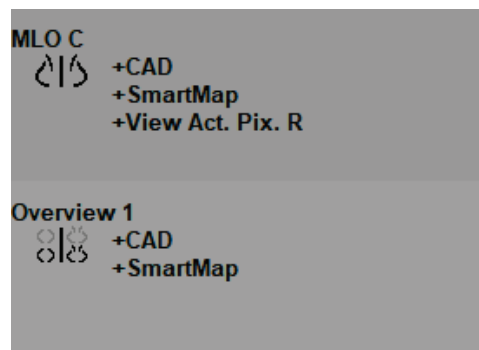 MLO C
+CAD
+SmartMap
+View Act. Pix. R
Overview 1
+CAD
+SmartMap